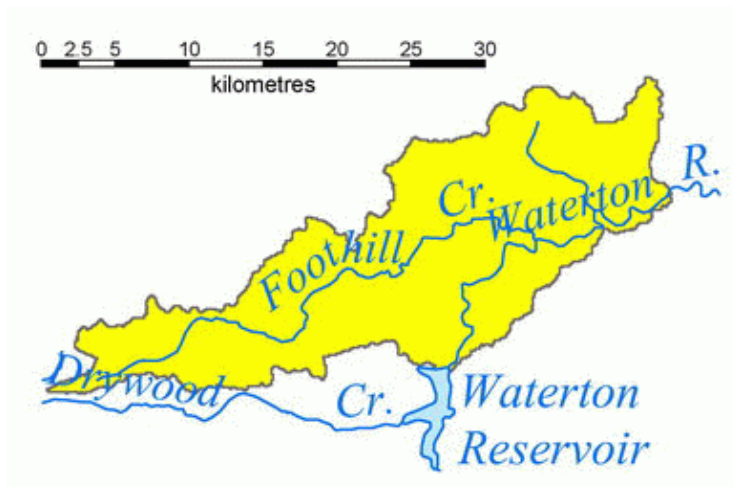 0 2.5 5 10 15 20 25 30
kilometres
R.
Cr.
Waterton
Foothill
Drywood
Cr.
Waterton
Reservoir